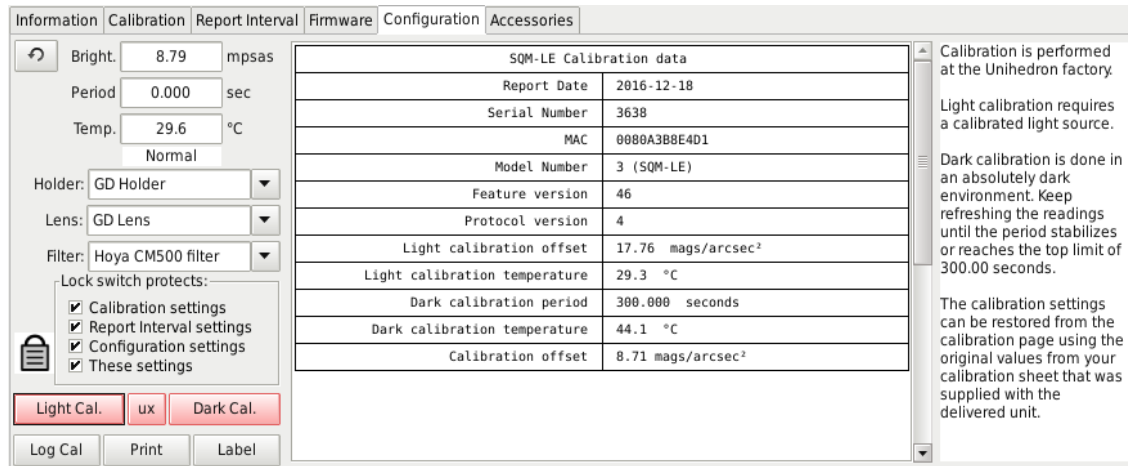 Information Calibration Report Interval Firmware Configuration Accessories
Bright. 8.79 mpsas
Period 0.000 sec
Temp. 29.6 °C
Normal
Holder: GD Holder
Lens: GD Lens
Filter: Hoya CM500 filter
Lock switch protects:
Calibration settings
Report Interval settings
Configuration settings
These settings
Light Cal. ux Dark Cal.
Log Cal Print Label
SQM-LE Calibration data
Report Date 2016-12-18
Serial Number 3638
MAC 0080A3B8E4D1
Model Number 3 (SQM-LE)
Feature version 46
Protocol version 4
Light calibration offset 17.76 mags/arcsec²
Light calibration temperature 29.3 °C
Dark calibration period 300.000 seconds
Dark calibration temperature 44.1 °C
Calibration offset 8.71 mags/arcsec²
Calibration is performed
at the Unihedron factory.
Light calibration requires
a calibrated light source.
Dark calibration is done in
an absolutely dark
environment. Keep
refreshing the readings
until the period stabilizes
or reaches the top limit of
300.00 seconds.
The calibration settings
can be restored from the
calibration page using the
original values from your
calibration sheet that was
supplied with the
delivered unit.